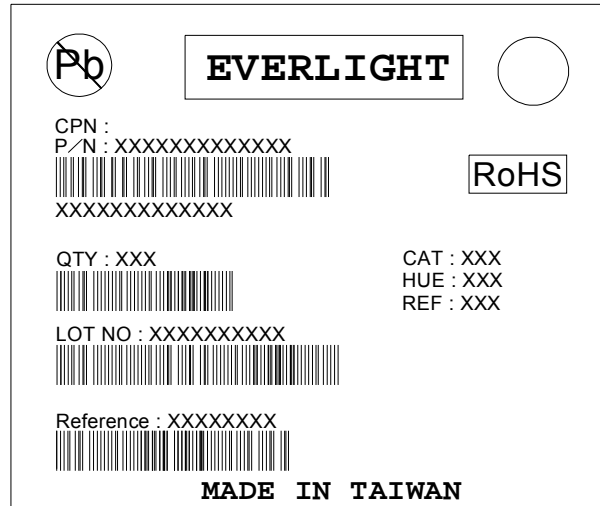 Pb
EVERLIGHT
CPN :
P/N : XXXXXXXXXXXXX
RoHS
XXXXXXXXXXXXX
QTY : XXX
CAT : XXX
HUE : XXX
REF : XXX
LOT NO : XXXXXXXXXX
Reference : XXXXXXXX
MADE IN TAIWAN